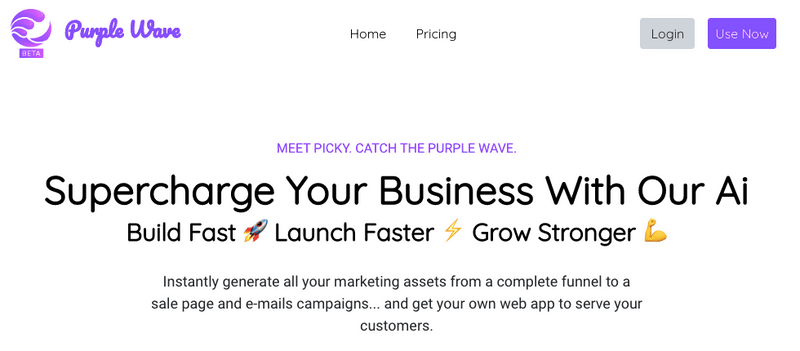 Purple Wave
BETA
Home
Pricing
Login
Use Now
MEET PICKY. CATCH THE PURPLE WAVE.
Supercharge Your Business With Our Ai
Build Fast 🚀 Launch Faster ⚡ Grow Stronger 💪
Instantly generate all your marketing assets from a complete funnel to a
sale page and e-mails campaigns... and get your own web app to serve your
customers.